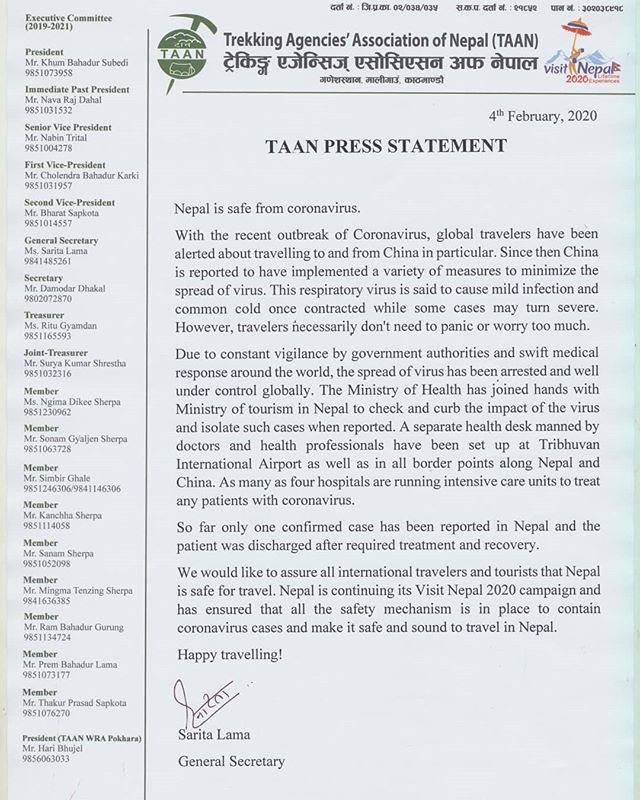 दर्ता नं. : जि.प्र.का. ०२/०३४/०३५
स.क.प. दर्ता नं. : २१८५२
पान नं. : ३०२०३८५१८
TAAN
Trekking Agencies' Association of Nepal (TAAN)
ट्रेकिङ्ग एजेन्सिज् एसोसिएसन अफ नेपाल
गणेशस्थान, मालीगाउं, काठमाण्डौ
visit Nepal
2020 Lifetime Experiences
Executive Committee
(2019-2021)
President
Mr. Khum Bahadur Subedi
9851073958
Immediate Past President
Mr. Nava Raj Dahal
9851031532
Senior Vice President
Mr. Nabin Trital
9851004278
First Vice-President
Mr. Cholendra Bahadur Karki
9851031957
Second Vice-President
Mr. Bharat Sapkota
9851014557
General Secretary
Ms. Sarita Lama
9841485261
Secretary
Mr. Damodar Dhakal
9802072870
Treasurer
Ms. Ritu Gyamdan
9851165593
Joint-Treasurer
Mr. Surya Kumar Shrestha
9851032316
Member
Ms. Ngima Dikee Sherpa
9851230962
Member
Mr. Sonam Gyaljen Sherpa
9851063728
Member
Mr. Simbir Ghale
9851246306/9841146306
Member
Mr. Kanchha Sherpa
9851114058
Member
Mr. Sanam Sherpa
9851052098
Member
Mr. Mingma Tenzing Sherpa
9841636385
Member
Mr. Ram Bahadur Gurung
9851134724
Member
Mr. Prem Bahadur Lama
9851073177
Member
Mr. Thakur Prasad Sapkota
9851076270
President (TAAN WRA Pokhara)
Mr. Hari Bhujel
9856063033
4th February, 2020
TAAN PRESS STATEMENT
Nepal is safe from coronavirus.
With the recent outbreak of Coronavirus, global travelers have been
alerted about travelling to and from China in particular. Since then China
is reported to have implemented a variety of measures to minimize the
spread of virus. This respiratory virus is said to cause mild infection and
common cold once contracted while some cases may turn severe.
However, travelers necessarily don't need to panic or worry too much.
Due to constant vigilance by government authorities and swift medical
response around the world, the spread of virus has been arrested and well
under control globally. The Ministry of Health has joined hands with
Ministry of tourism in Nepal to check and curb the impact of the virus
and isolate such cases when reported. A separate health desk manned by
doctors and health professionals have been set up at Tribhuvan
International Airport as well as in all border points along Nepal and
China. As many as four hospitals are running intensive care units to treat
any patients with coronavirus.
So far only one confirmed case has been reported in Nepal and the
patient was discharged after required treatment and recovery.
We would like to assure all international travelers and tourists that Nepal
is safe for travel. Nepal is continuing its Visit Nepal 2020 campaign and
has ensured that all the safety mechanism is in place to contain
coronavirus cases and make it safe and sound to travel in Nepal.
Happy travelling!
Sarita Lama
General Secretary